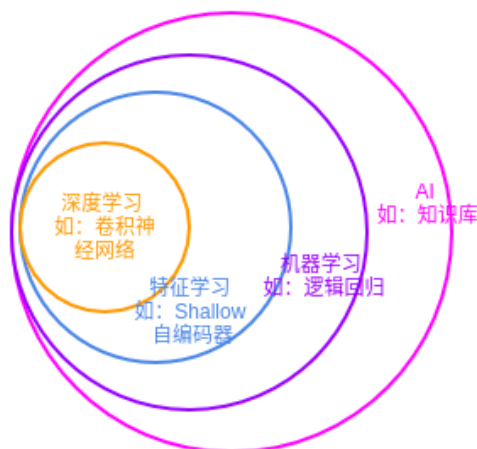 AI
如：知识库
深度学习
如：卷积神
经网络
机器学习
如：逻辑回归
特征学习
如：Shallow
自编码器